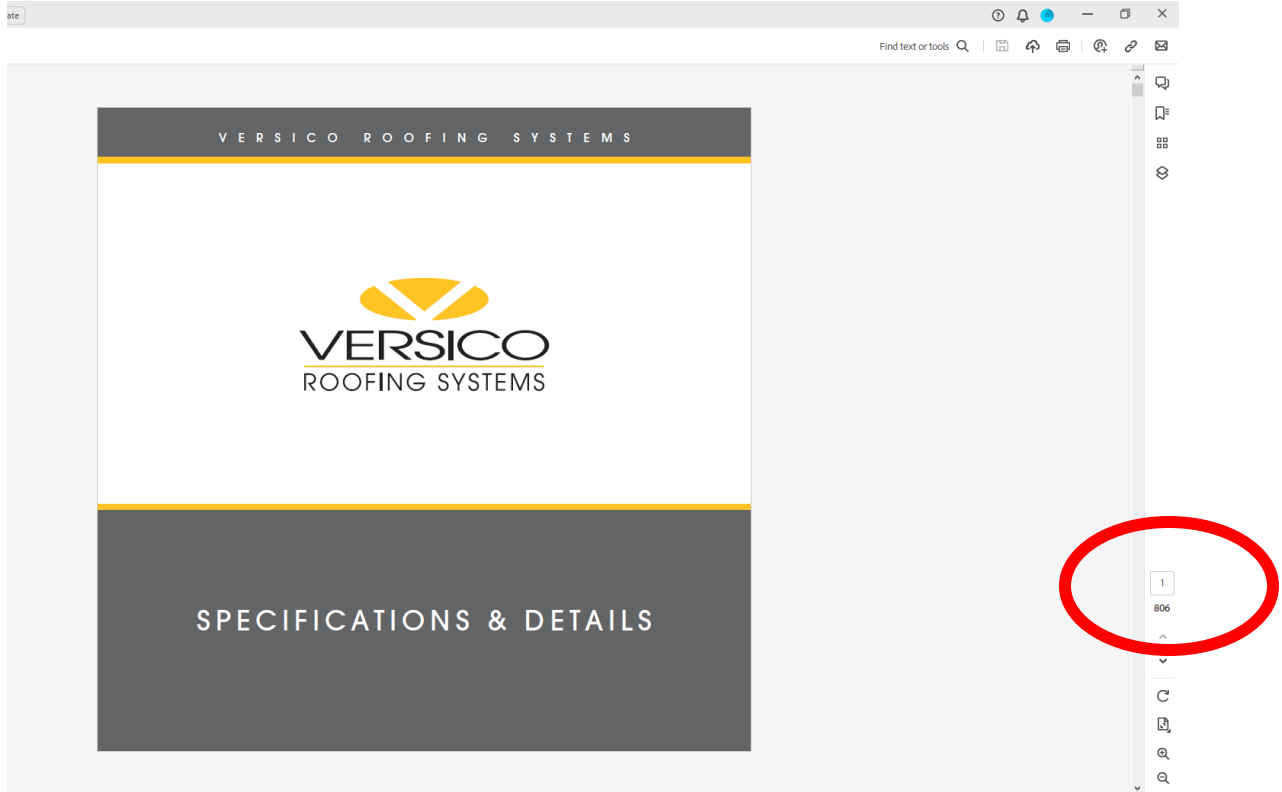 ate
Find text or tools
VERSICO ROOFING SYSTEMS
VERSICO
ROOFING SYSTEMS
SPECIFICATIONS & DETAILS
1
806